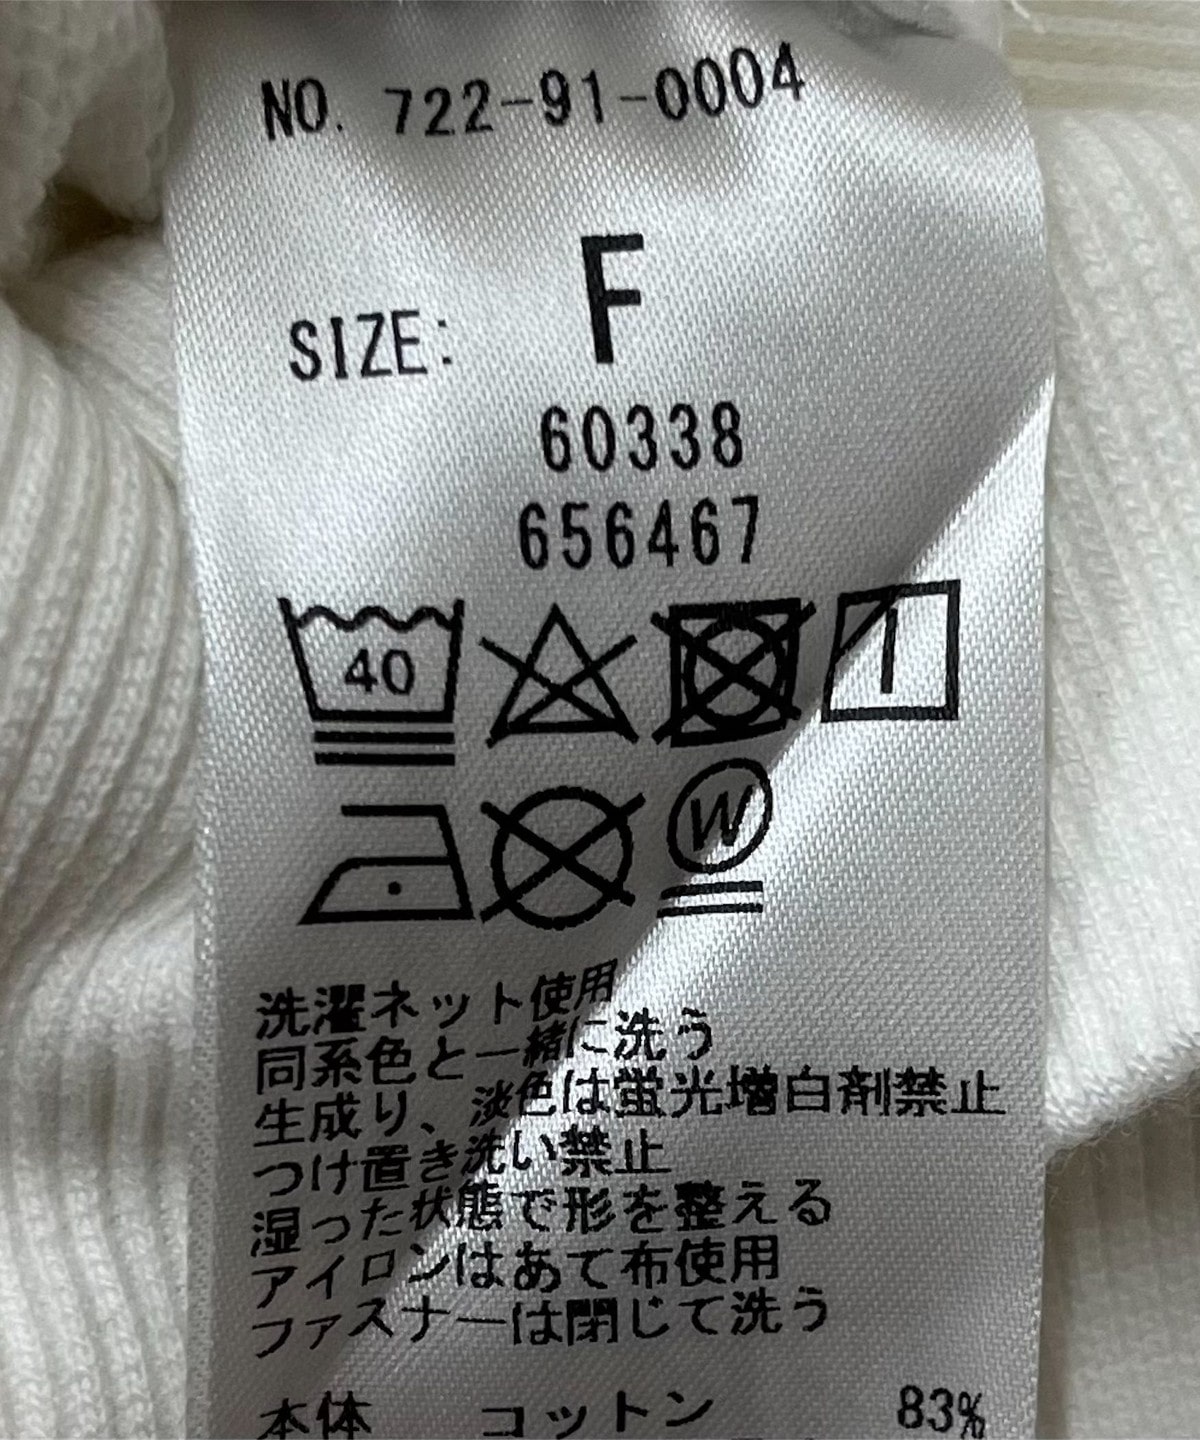 NO. 722-91-0004
SIZE: F
60338
656467
40
W
洗濯ネット使用
同系色と一緒に洗う
生成り、淡色は蛍光増白剤禁止
つけ置き洗い禁止
湿った状態で形を整える
アイロンはあて布使用
ファスナーは閉じて洗う
本体 コットン 83%